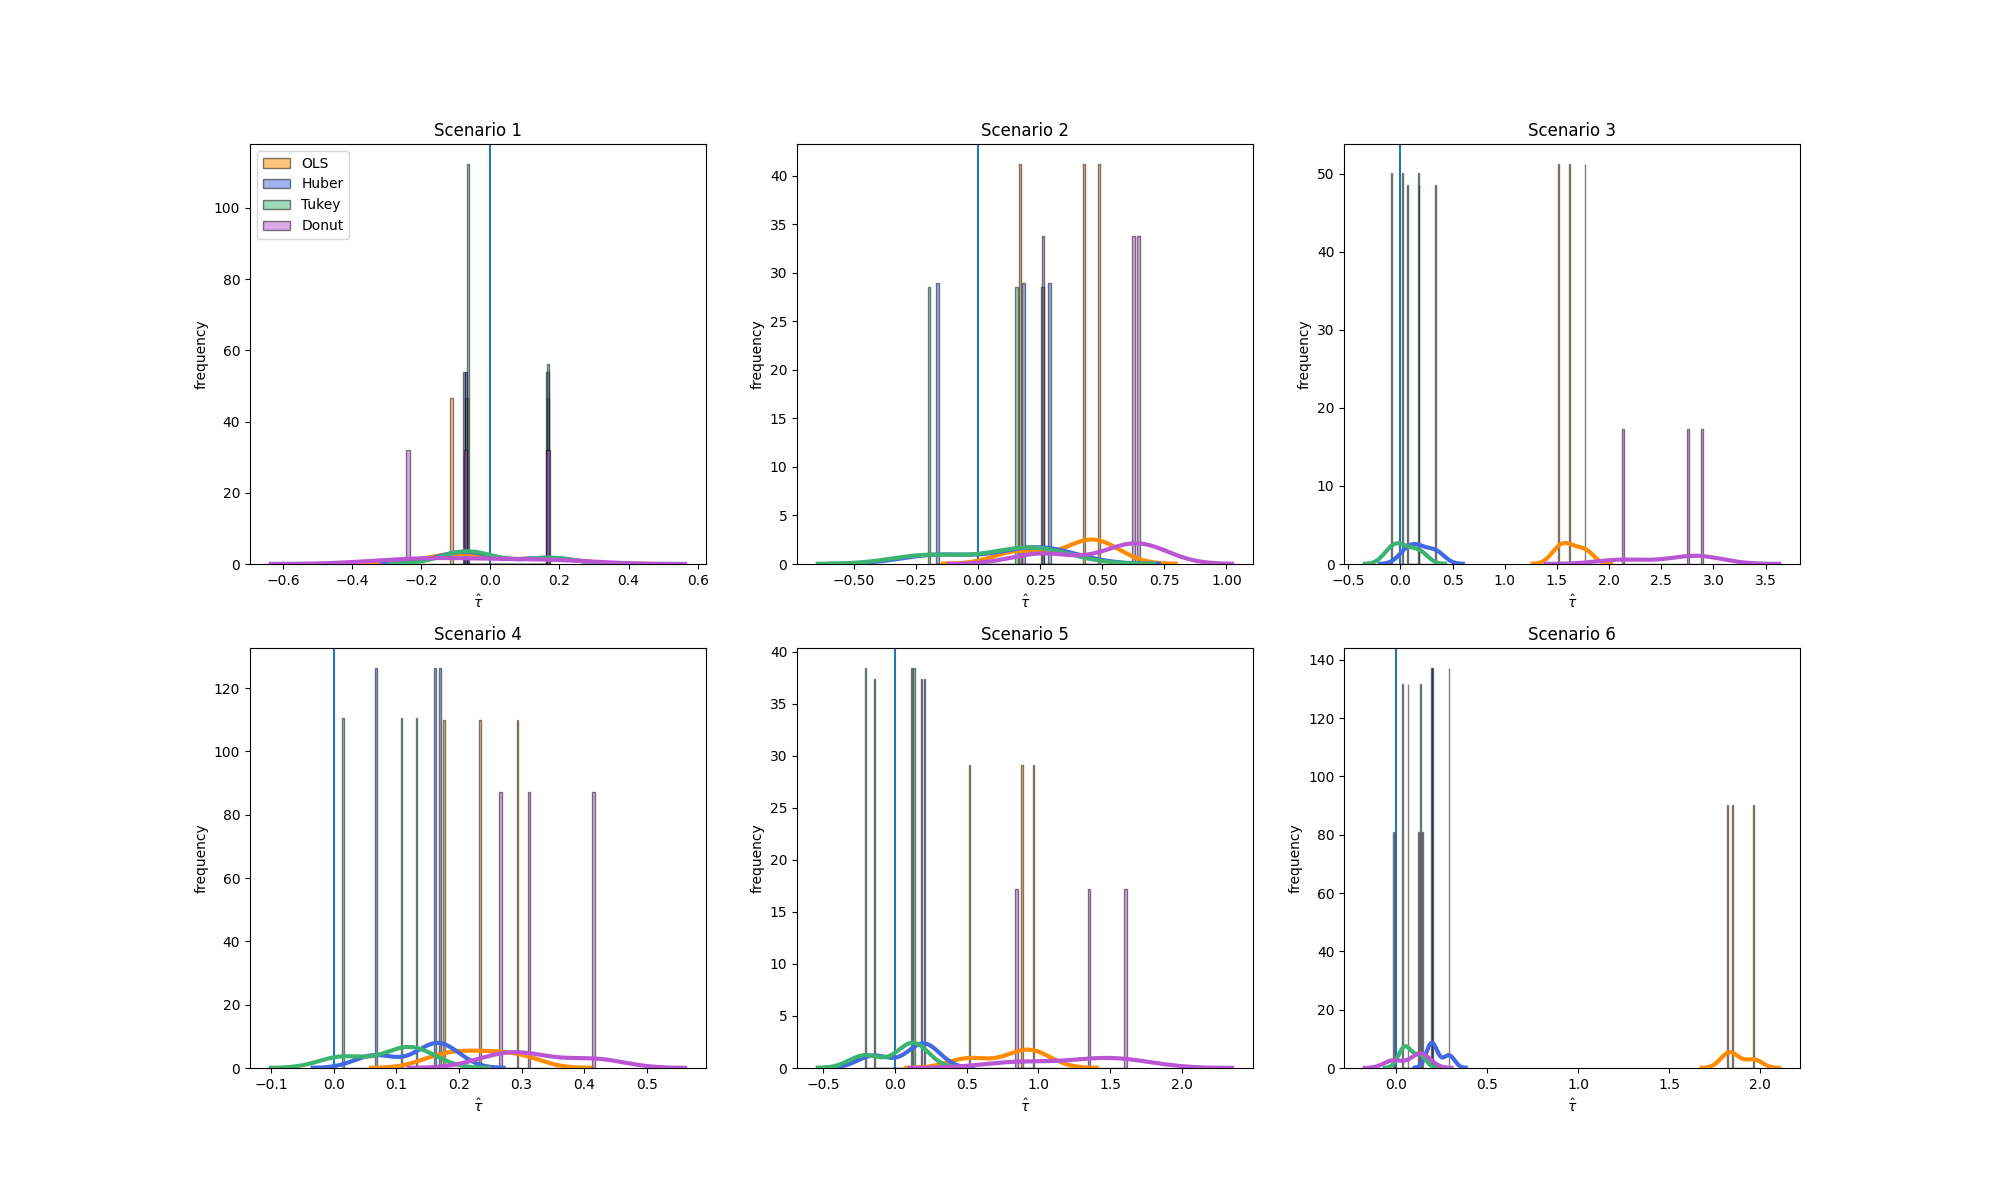 Scenario 1
OLS
Huber
Tukey
Donut
frequency
0
20
40
60
80
100
−0.6 −0.4 −0.2 0.0 0.2 0.4 0.6
τ̂
Scenario 2
frequency
0
5
10
15
20
25
30
35
40
−0.50 −0.25 0.00 0.25 0.50 0.75 1.00
τ̂
Scenario 3
frequency
0
10
20
30
40
50
−0.5 0.0 0.5 1.0 1.5 2.0 2.5 3.0 3.5
τ̂
Scenario 4
frequency
0
20
40
60
80
100
120
−0.1 0.0 0.1 0.2 0.3 0.4 0.5
τ̂
Scenario 5
frequency
0
5
10
15
20
25
30
35
40
−0.5 0.0 0.5 1.0 1.5 2.0
τ̂
Scenario 6
frequency
0
20
40
60
80
100
120
140
0.0 0.5 1.0 1.5 2.0
τ̂